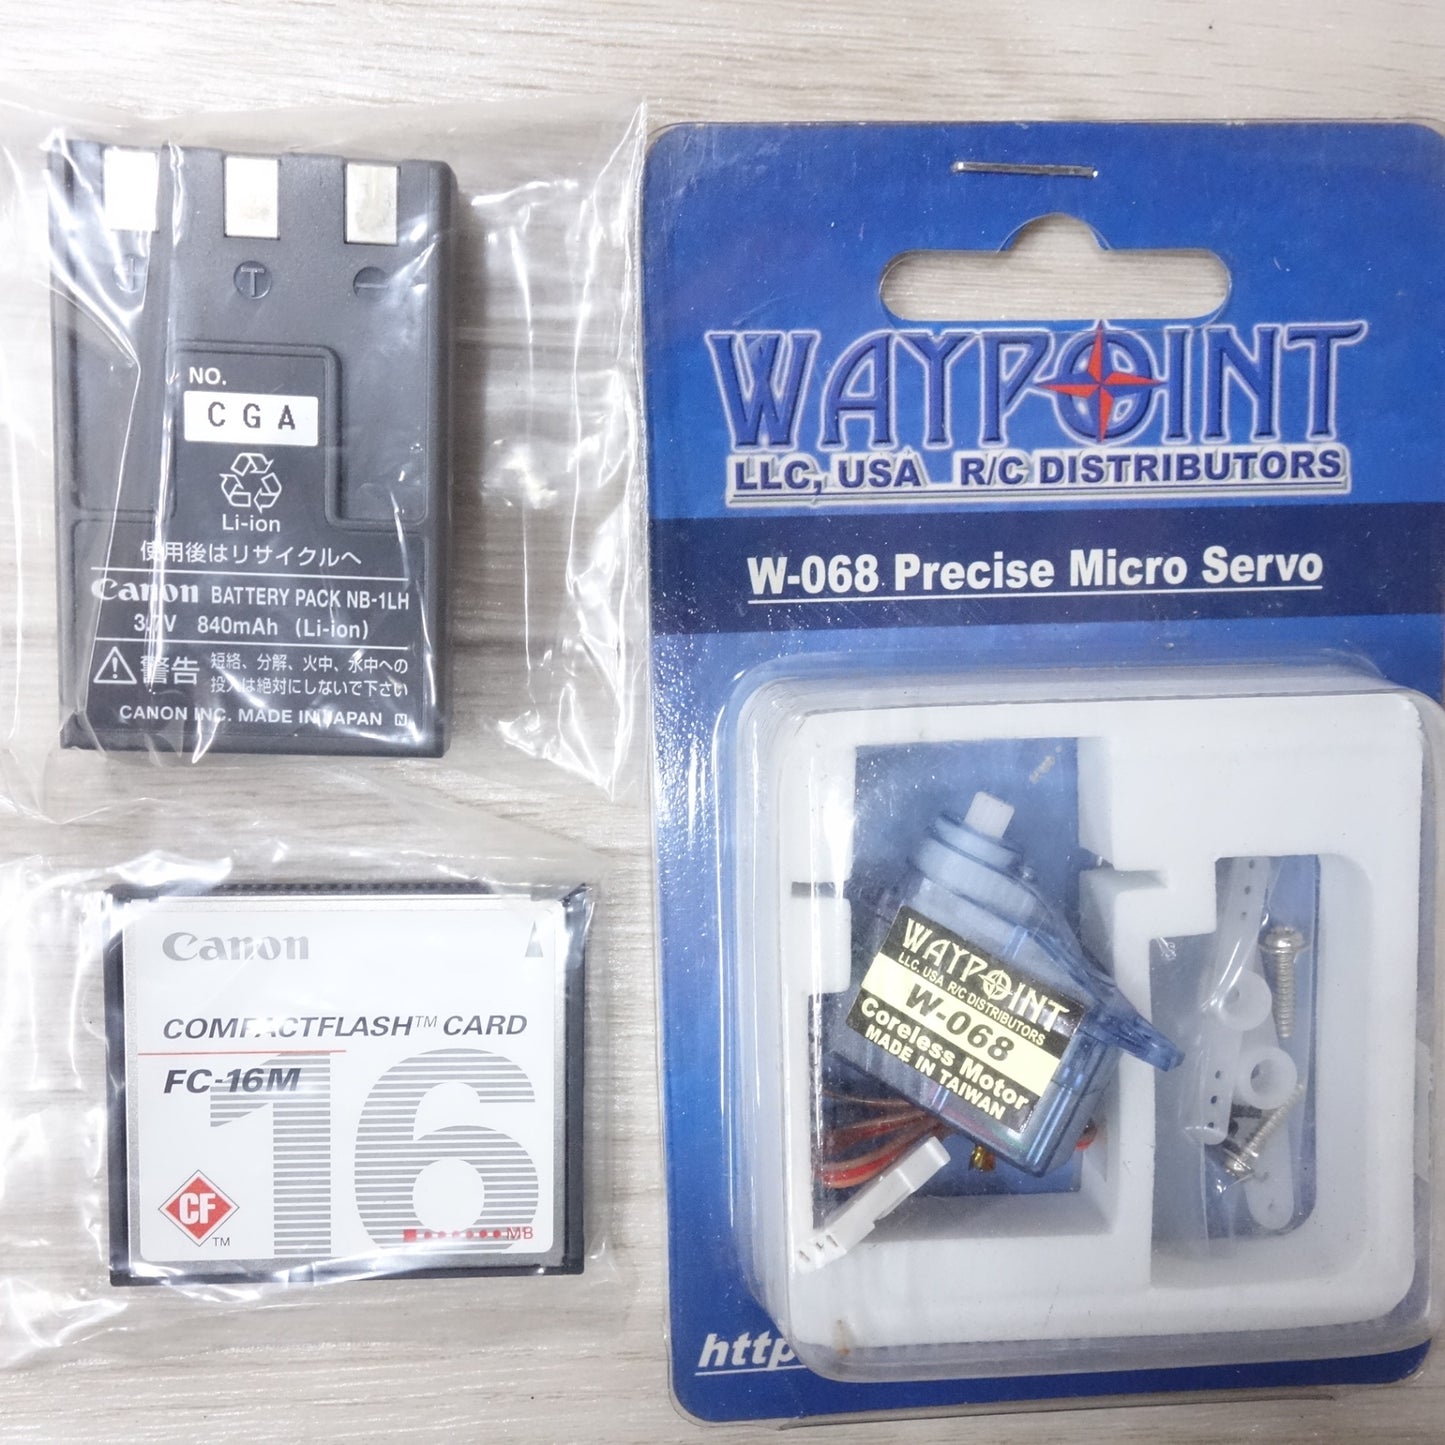 + T −
NO.
CGA
Li-ion
使用後はリサイクルへ
Canon BATTERY PACK NB-1LH
3.7V 840mAh (Li-ion)
警告 短絡、分解、火中、水中への
投入は絶対にしないで下さい
CANON INC. MADE IN JAPAN N
Canon
COMPACTFLASH™ CARD
FC-16M
16
CF™
MB
WAYPOINT
LLC, USA R/C DISTRIBUTORS
W-068 Precise Micro Servo
WAYPOINT
LLC, USA R/C DISTRIBUTORS
W-068
Coreless Motor
MADE IN TAIWAN
http